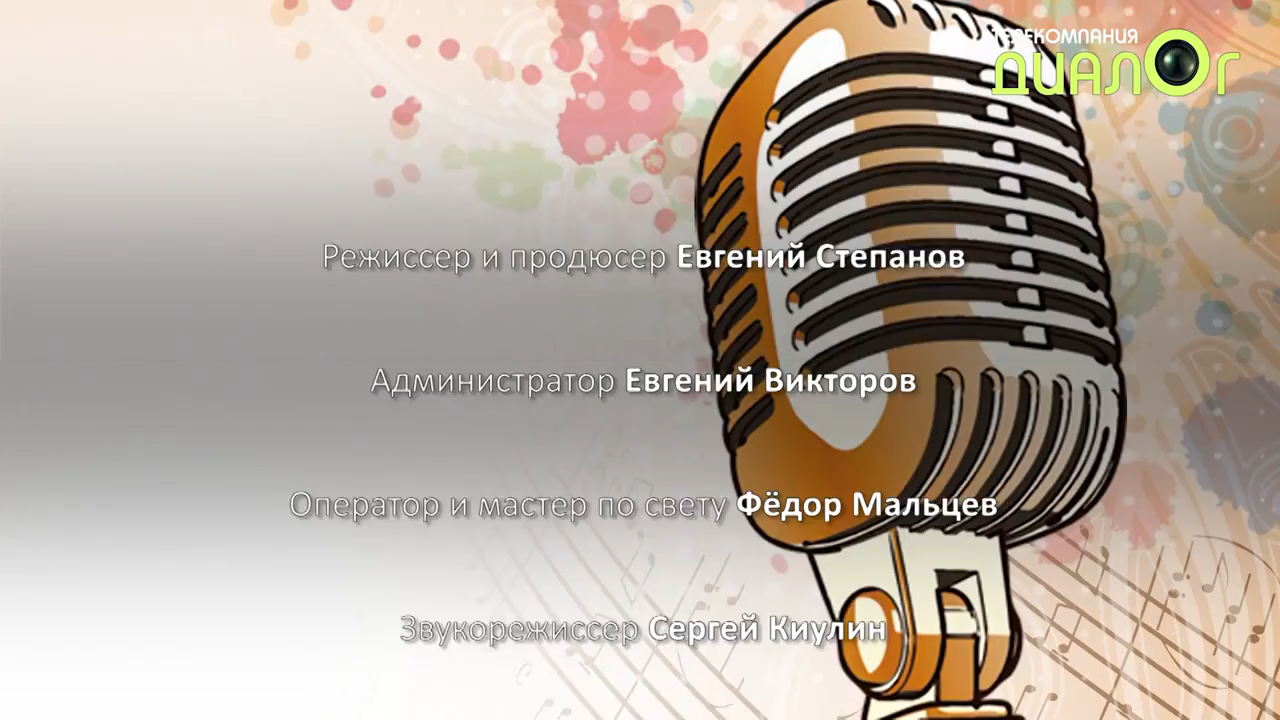 ТЕЛЕКОМПАНИЯ
ДИАЛОГ
Режиссер и продюсер Евгений Степанов
Администратор Евгений Викторов
Оператор и мастер по свету Фёдор Мальцев
Звукорежиссер Сергей Киулин